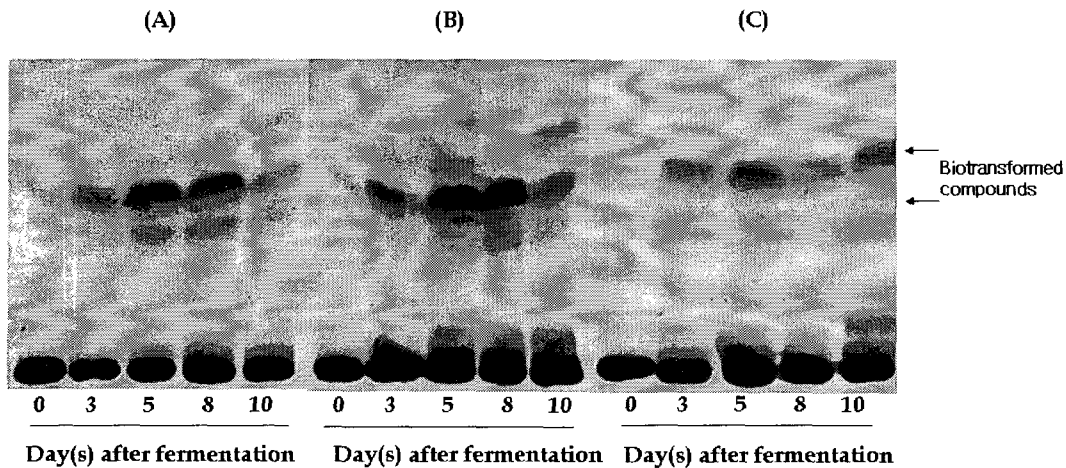 (A) (B) (C)
Biotransformed
compounds
0 3 5 8 10 0 3 5 8 10 0 3 5 8 10
Day(s) after fermentation Day(s) after fermentation Day(s) after fermentation